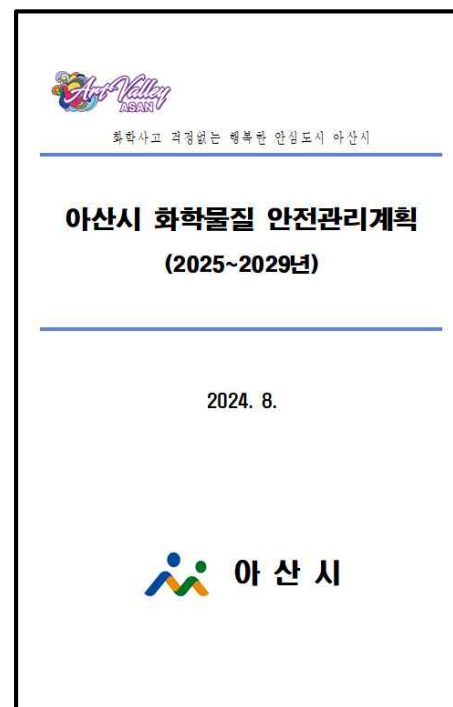 Art Valley
ASAN
화학사고 걱정없는 행복한 안심도시 아산시
아산시 화학물질 안전관리계획
(2025~2029년)
2024. 8.
아 산 시